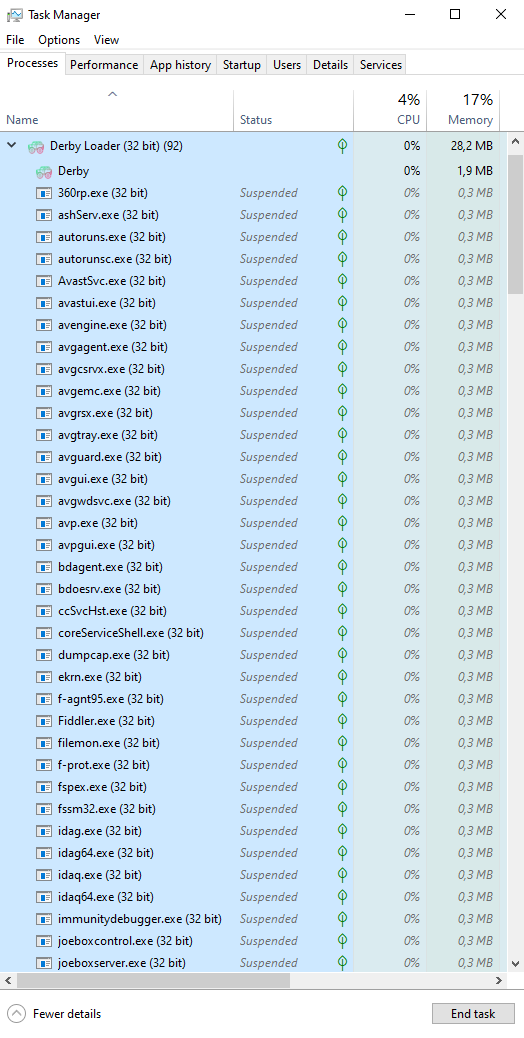 Task Manager
File Options View
Processes Performance App history Startup Users Details Services
4% 17%
Name Status CPU Memory
Derby Loader (32 bit) (92) 0% 28,2 MB
Derby 0% 1,9 MB
360rp.exe (32 bit) Suspended 0% 0,3 MB
ashServ.exe (32 bit) Suspended 0% 0,3 MB
autoruns.exe (32 bit) Suspended 0% 0,3 MB
autorunsc.exe (32 bit) Suspended 0% 0,3 MB
AvastSvc.exe (32 bit) Suspended 0% 0,3 MB
avastui.exe (32 bit) Suspended 0% 0,3 MB
avengine.exe (32 bit) Suspended 0% 0,3 MB
avgagent.exe (32 bit) Suspended 0% 0,3 MB
avgcsrvx.exe (32 bit) Suspended 0% 0,3 MB
avgemc.exe (32 bit) Suspended 0% 0,3 MB
avgrsx.exe (32 bit) Suspended 0% 0,3 MB
avgtray.exe (32 bit) Suspended 0% 0,3 MB
avguard.exe (32 bit) Suspended 0% 0,3 MB
avgui.exe (32 bit) Suspended 0% 0,3 MB
avgwdsvc.exe (32 bit) Suspended 0% 0,3 MB
avp.exe (32 bit) Suspended 0% 0,3 MB
avpgui.exe (32 bit) Suspended 0% 0,3 MB
bdagent.exe (32 bit) Suspended 0% 0,3 MB
bdoesrv.exe (32 bit) Suspended 0% 0,3 MB
ccSvcHst.exe (32 bit) Suspended 0% 0,3 MB
coreServiceShell.exe (32 bit) Suspended 0% 0,3 MB
dumpcap.exe (32 bit) Suspended 0% 0,3 MB
ekrn.exe (32 bit) Suspended 0% 0,3 MB
f-agnt95.exe (32 bit) Suspended 0% 0,3 MB
Fiddler.exe (32 bit) Suspended 0% 0,3 MB
filemon.exe (32 bit) Suspended 0% 0,3 MB
f-prot.exe (32 bit) Suspended 0% 0,3 MB
fspex.exe (32 bit) Suspended 0% 0,3 MB
fssm32.exe (32 bit) Suspended 0% 0,3 MB
idag.exe (32 bit) Suspended 0% 0,3 MB
idag64.exe (32 bit) Suspended 0% 0,3 MB
idaq.exe (32 bit) Suspended 0% 0,3 MB
idaq64.exe (32 bit) Suspended 0% 0,3 MB
immunitydebugger.exe (32 bit) Suspended 0% 0,3 MB
joeboxcontrol.exe (32 bit) Suspended 0% 0,3 MB
joeboxserver.exe (32 bit) Suspended 0% 0,3 MB
Fewer details End task